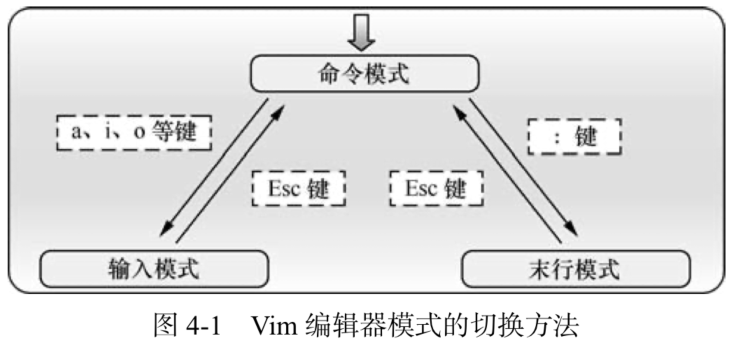 命令模式
a、i、o 等键
：键
Esc 键
Esc 键
输入模式
末行模式
图 4-1 Vim 编辑器模式的切换方法